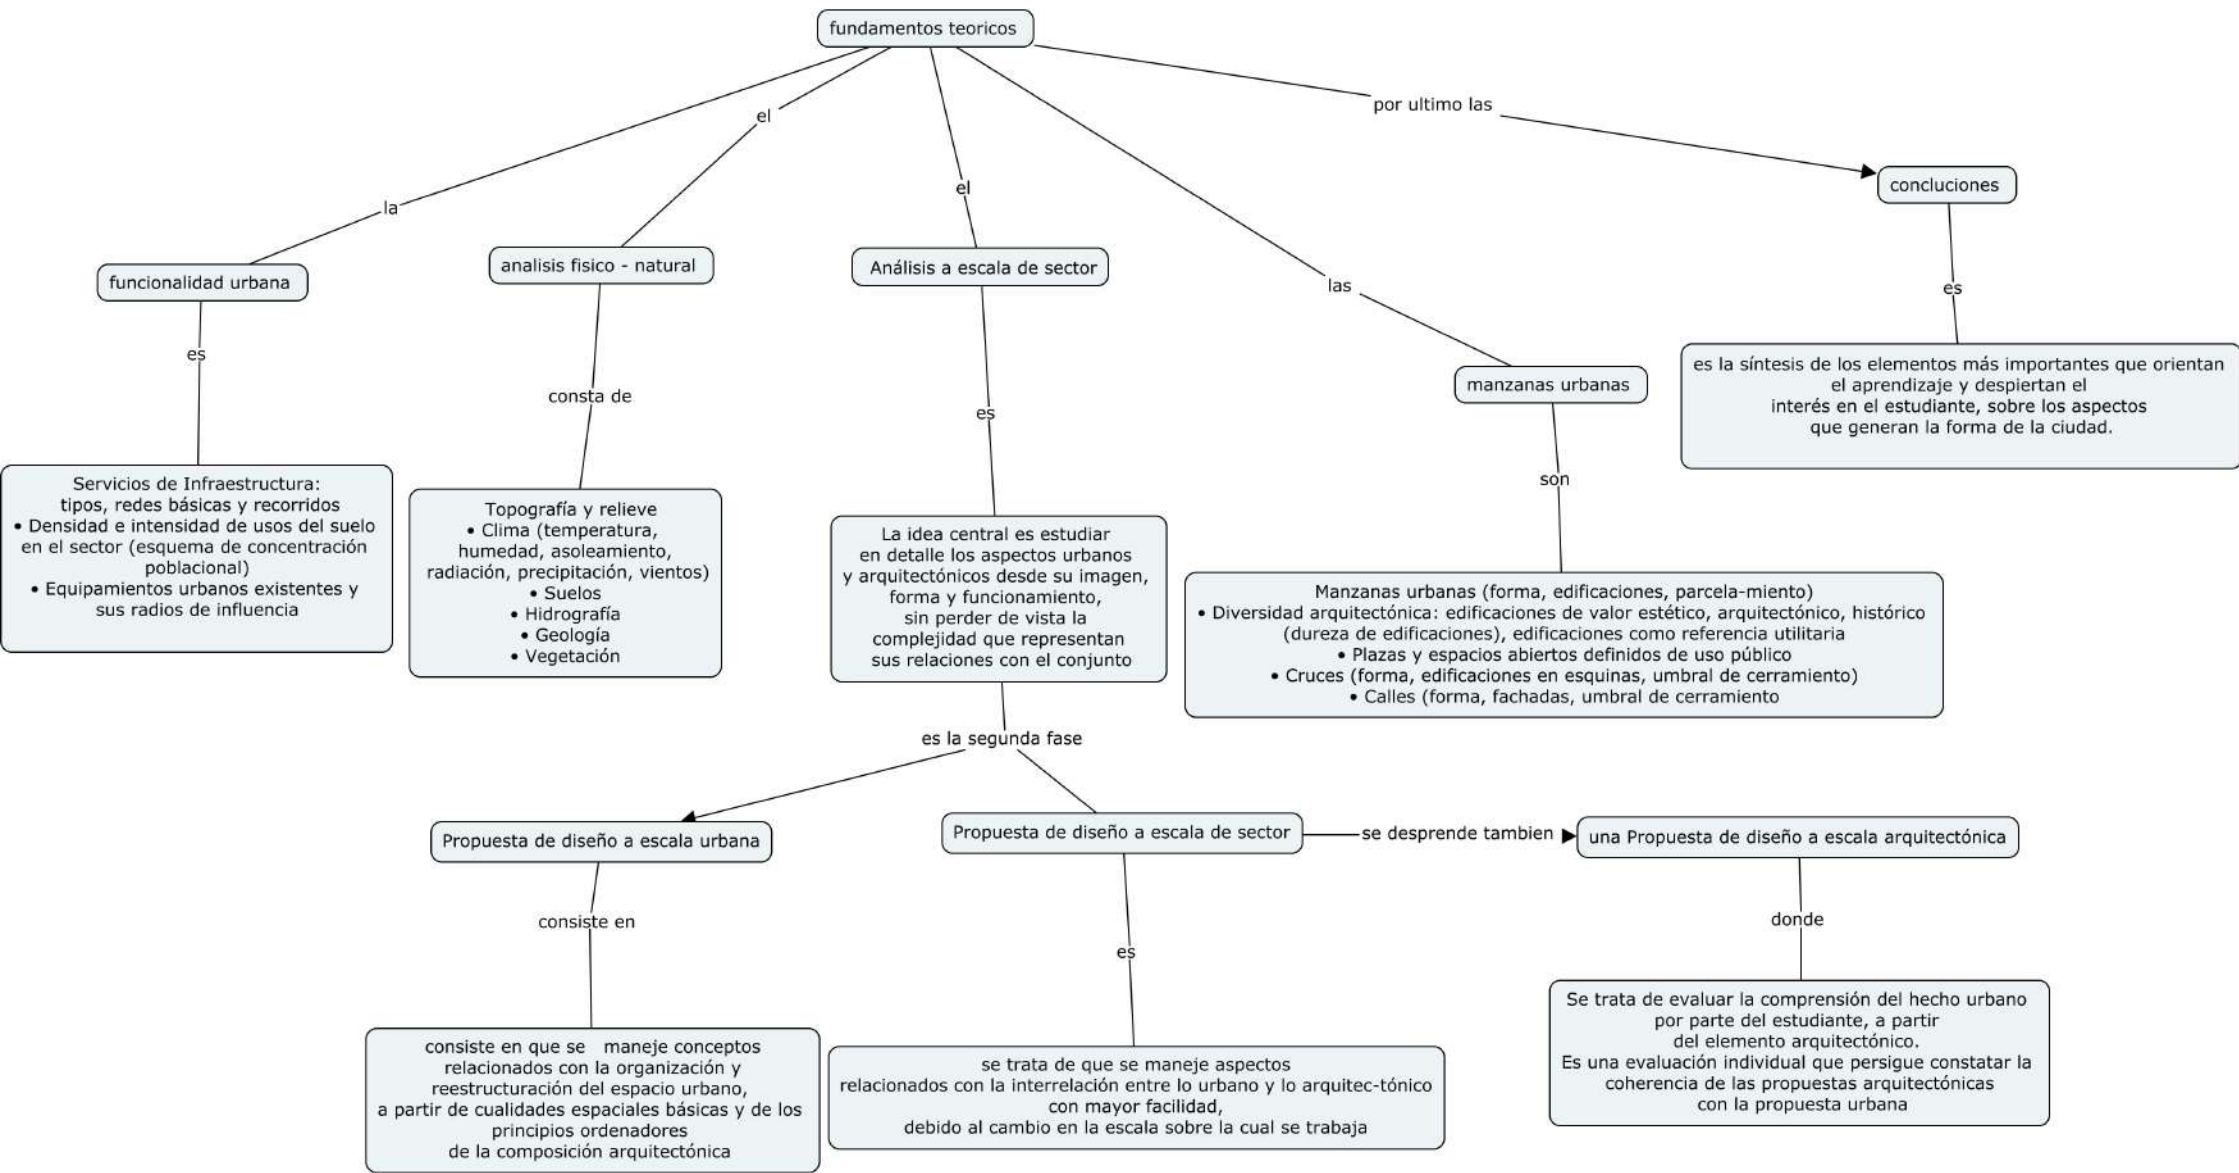 fundamentos teoricos
por ultimo las
el
concluciones
el
la
analisis fisico - natural
Análisis a escala de sector
funcionalidad urbana
las
es
es
es la síntesis de los elementos más importantes que orientan
el aprendizaje y despiertan el
interés en el estudiante, sobre los aspectos
que generan la forma de la ciudad.
manzanas urbanas
consta de
es
son
Servicios de Infraestructura:
tipos, redes básicas y recorridos
• Densidad e intensidad de usos del suelo
en el sector (esquema de concentración
poblacional)
• Equipamientos urbanos existentes y
sus radios de influencia
Topografía y relieve
• Clima (temperatura,
humedad, asoleamiento,
radiación, precipitación, vientos)
• Suelos
• Hidrografía
• Geología
• Vegetación
La idea central es estudiar
en detalle los aspectos urbanos
y arquitectónicos desde su imagen,
forma y funcionamiento,
sin perder de vista la
complejidad que representan
sus relaciones con el conjunto
Manzanas urbanas (forma, edificaciones, parcela-miento)
• Diversidad arquitectónica: edificaciones de valor estético, arquitectónico, histórico
(dureza de edificaciones), edificaciones como referencia utilitaria
• Plazas y espacios abiertos definidos de uso público
• Cruces (forma, edificaciones en esquinas, umbral de cerramiento)
• Calles (forma, fachadas, umbral de cerramiento
es la segunda fase
Propuesta de diseño a escala urbana
Propuesta de diseño a escala de sector
se desprende tambien
una Propuesta de diseño a escala arquitectónica
consiste en
es
donde
consiste en que se maneje conceptos
relacionados con la organización y
reestructuración del espacio urbano,
a partir de cualidades espaciales básicas y de los
principios ordenadores
de la composición arquitectónica
se trata de que se maneje aspectos
relacionados con la interrelación entre lo urbano y lo arquitec-tónico
con mayor facilidad,
debido al cambio en la escala sobre la cual se trabaja
Se trata de evaluar la comprensión del hecho urbano
por parte del estudiante, a partir
del elemento arquitectónico.
Es una evaluación individual que persigue constatar la
coherencia de las propuestas arquitectónicas
con la propuesta urbana